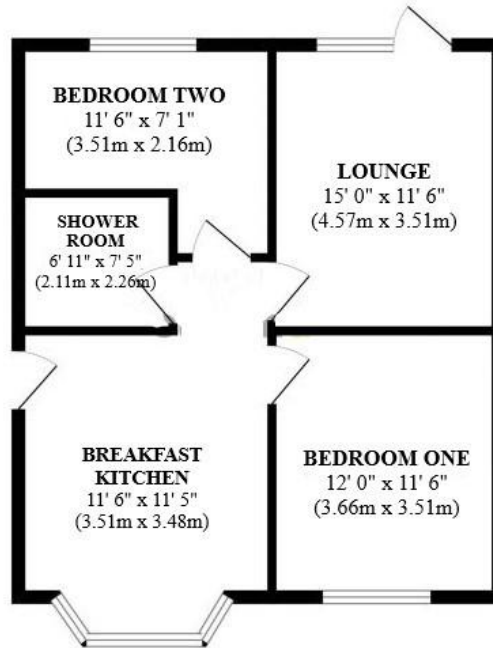 BEDROOM TWO
11' 6" x 7' 1"
(3.51m x 2.16m)
LOUNGE
15' 0" x 11' 6"
(4.57m x 3.51m)
SHOWER
ROOM
6' 11" x 7' 5"
(2.11m x 2.26m)
BREAKFAST
KITCHEN
11' 6" x 11' 5"
(3.51m x 3.48m)
BEDROOM ONE
12' 0" x 11' 6"
(3.66m x 3.51m)